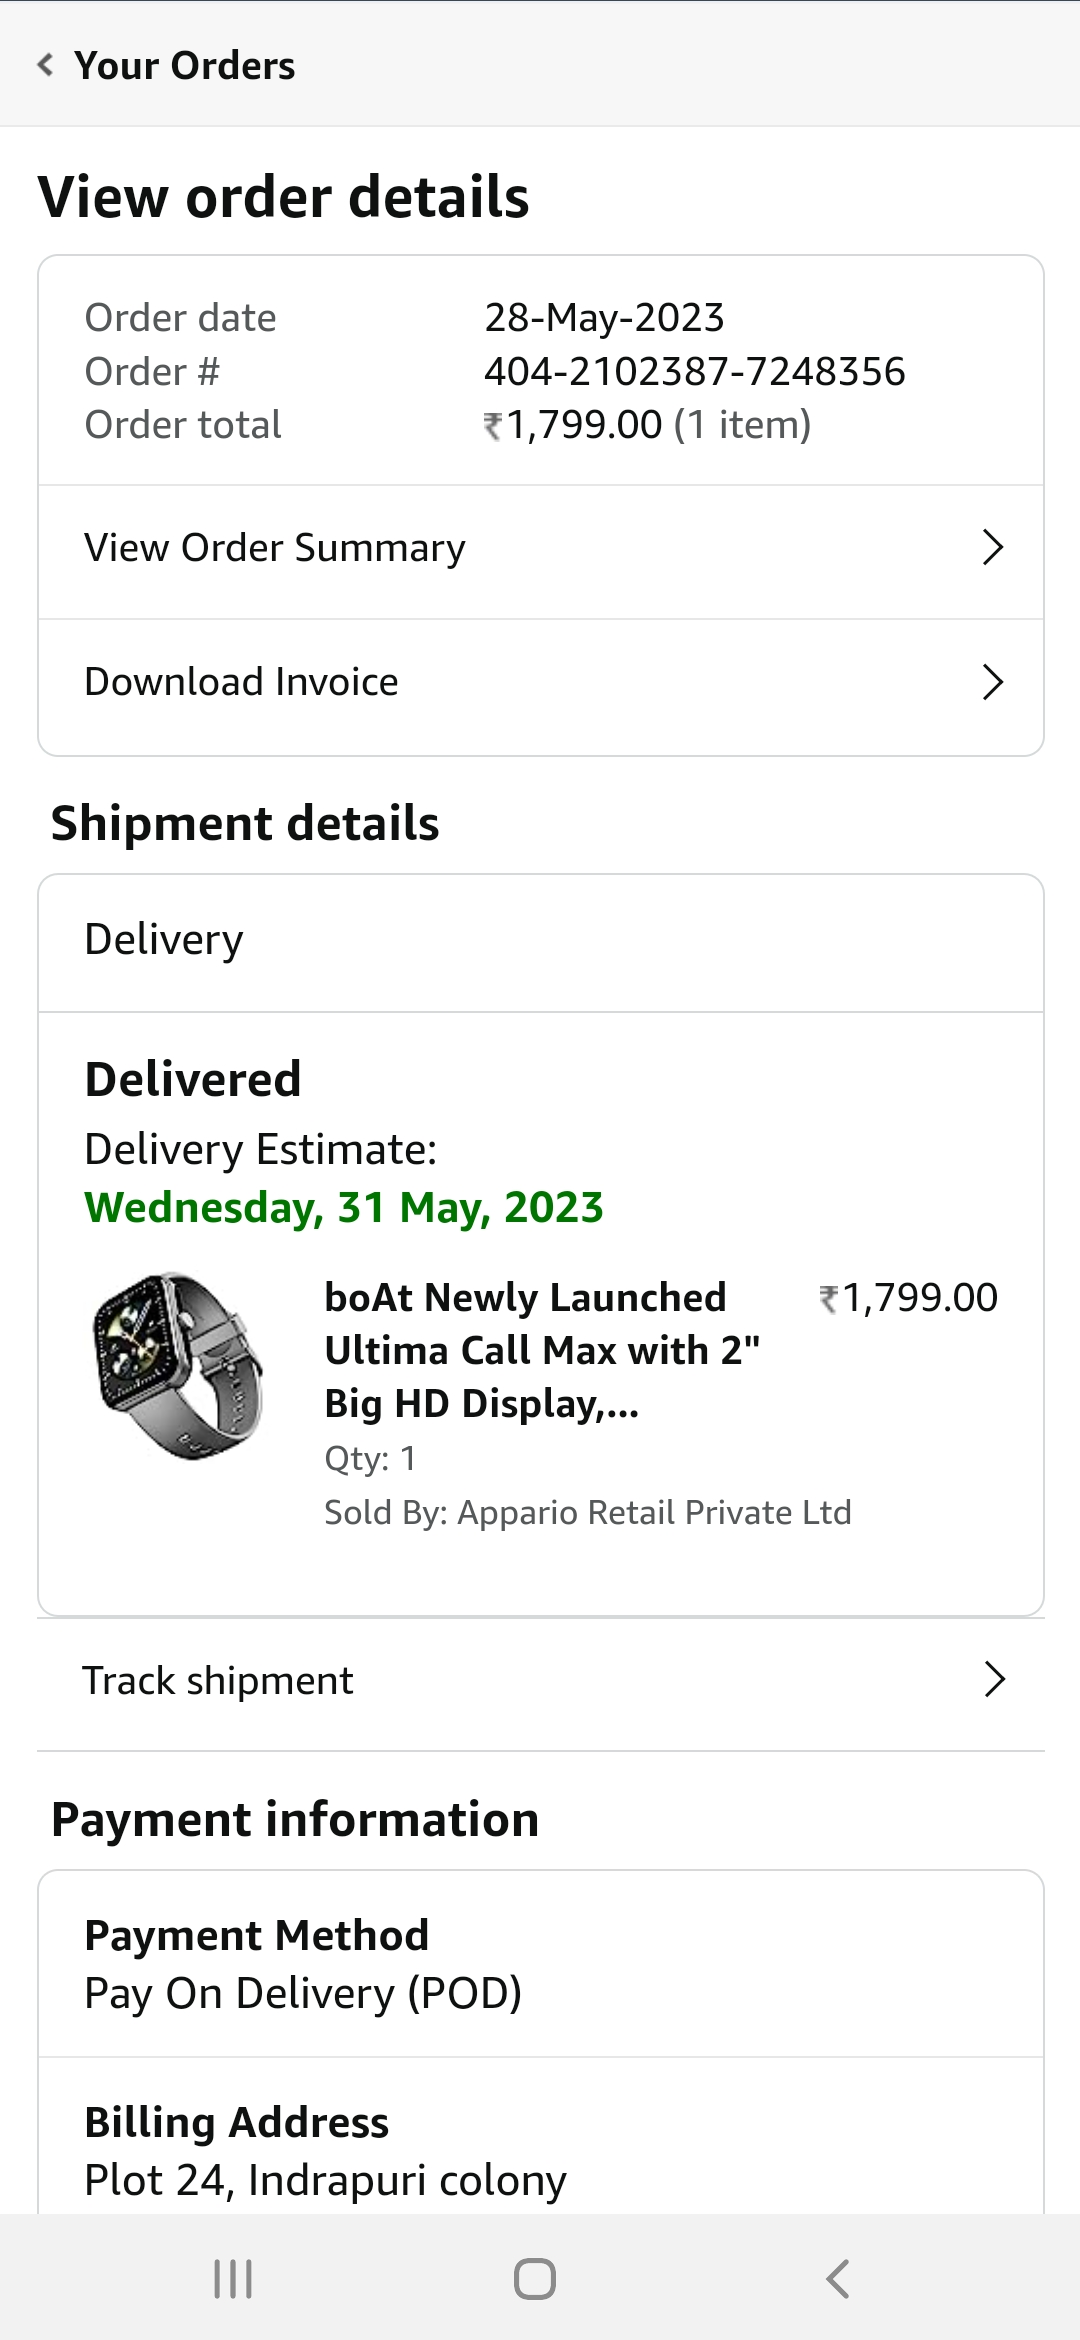 Your Orders
View order details
Order date 28-May-2023
Order # 404-2102387-7248356
Order total ₹1,799.00 (1 item)
View Order Summary
Download Invoice
Shipment details
Delivery
Delivered
Delivery Estimate:
Wednesday, 31 May, 2023
boAt Newly Launched ₹1,799.00
Ultima Call Max with 2"
Big HD Display,...
Qty: 1
Sold By: Appario Retail Private Ltd
Track shipment
Payment information
Payment Method
Pay On Delivery (POD)
Billing Address
Plot 24, Indrapuri colony